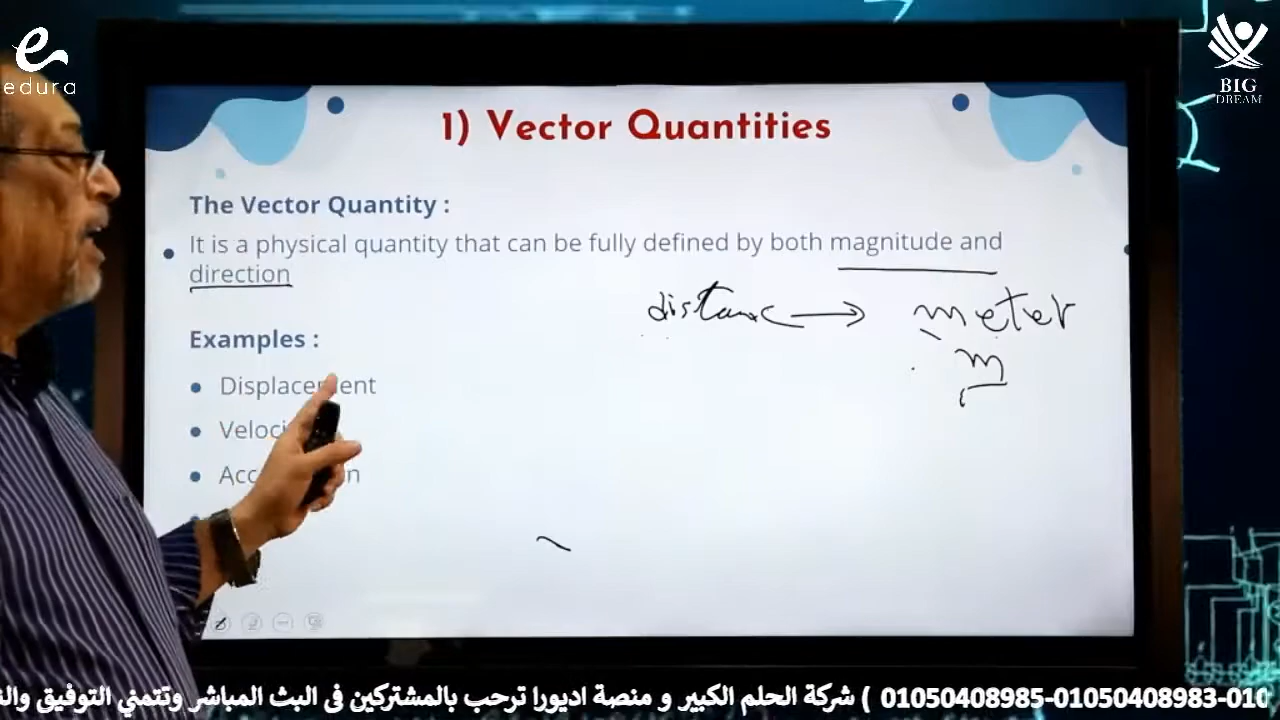 edura
BIG
DREAM
1) Vector Quantities
The Vector Quantity :
It is a physical quantity that can be fully defined by both magnitude and
direction
distance → meter
m
Examples :
Displacement
Velocity
Acceleration
01050408985-01050408983-010 ) شركة الحلم الكبير و منصة اديورا ترحب بالمشتركين فى البث المباشر وتتمني التوفيق